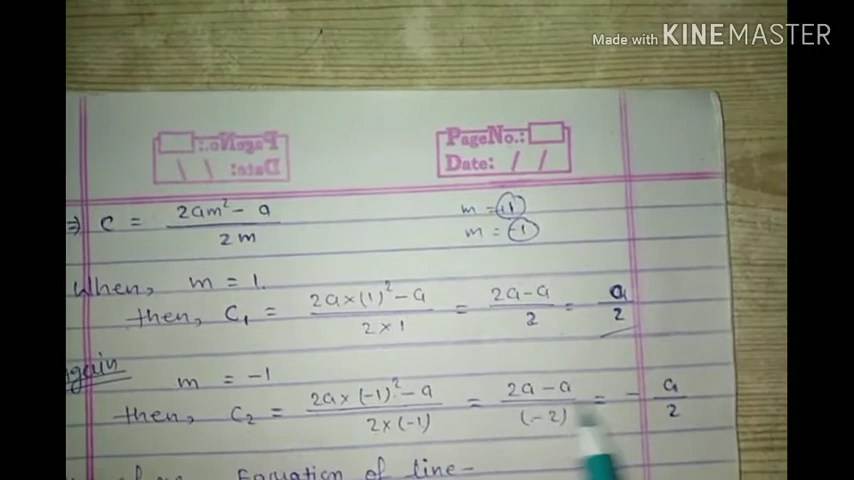 Made with KINEMASTER
PageNo.:
Date: / /
⇒ c = (2am² - a) / 2m
m = +1
m = -1
When, m = 1.
then, C₁ = (2a×(1)² - a) / (2×1) = (2a-a) / 2 = a/2
gain
m = -1
then, C₂ = (2a×(-1)² - a) / (2×(-1)) = (2a-a) / (-2) = - a/2
Equation of line-